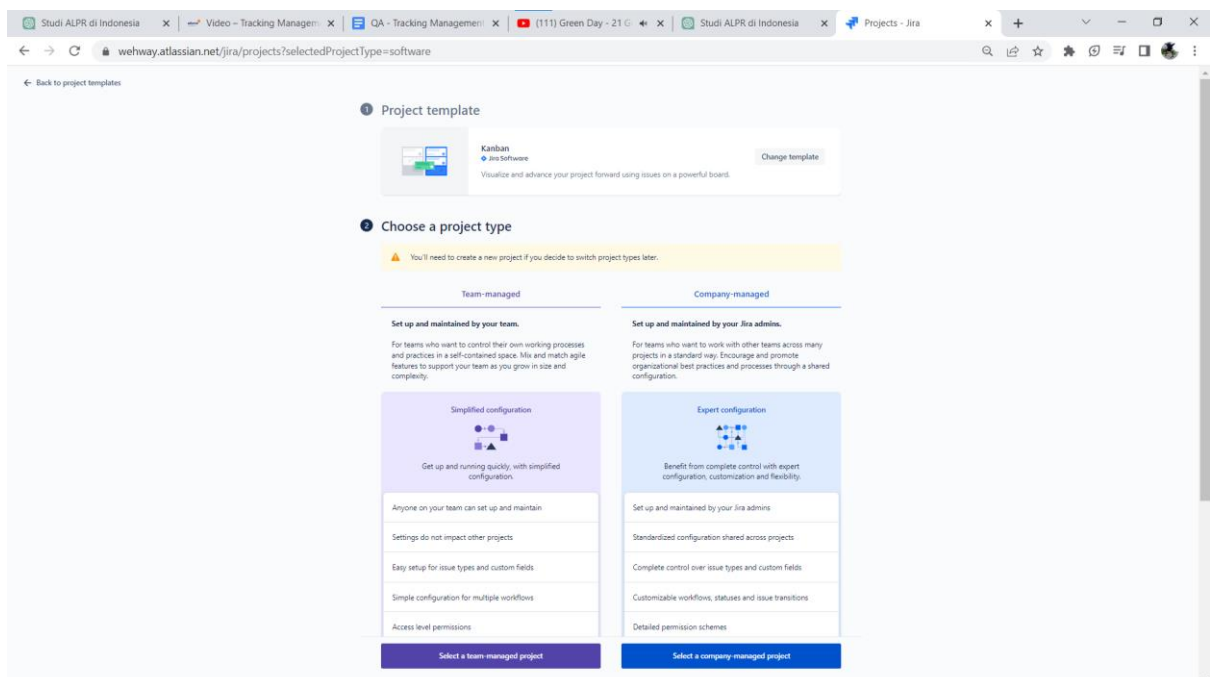 Studi ALPR di Indonesia
Video – Tracking Managem
QA - Tracking Management
(111) Green Day - 21 G
Studi ALPR di Indonesia
Projects - Jira
wehway.atlassian.net/jira/projects?selectedProjectType=software
Back to project templates
1 Project template
Kanban
Jira Software
Visualize and advance your project forward using issues on a powerful board.
Change template
2 Choose a project type
You'll need to create a new project if you decide to switch project types later.
Team-managed
Set up and maintained by your team.
For teams who want to control their own working processes
and practices in a self-contained space. Mix and match agile
features to support your team as you grow in size and
complexity.
Simplified configuration
Get up and running quickly, with simplified
configuration.
Anyone on your team can set up and maintain
Settings do not impact other projects
Easy setup for issue types and custom fields
Simple configuration for multiple workflows
Access level permissions
Select a team-managed project
Company-managed
Set up and maintained by your Jira admins.
For teams who want to work with other teams across many
projects in a standard way. Encourage and promote
organizational best practices and processes through a shared
configuration.
Expert configuration
Benefit from complete control with expert
configuration, customization and flexibility.
Set up and maintained by your Jira admins
Standardized configuration shared across projects
Complete control over issue types and custom fields
Customizable workflows, statuses and issue transitions
Detailed permission schemes
Select a company-managed project